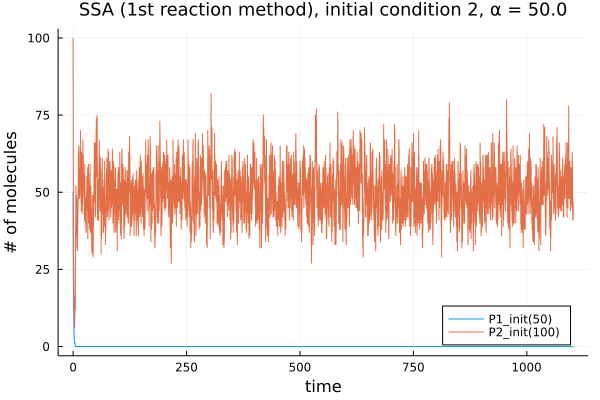 SSA (1st reaction method), initial condition 2, α = 50.0
# of molecules
100
75
50
25
0
P1_init(50)
P2_init(100)
0
250
500
750
1000
time